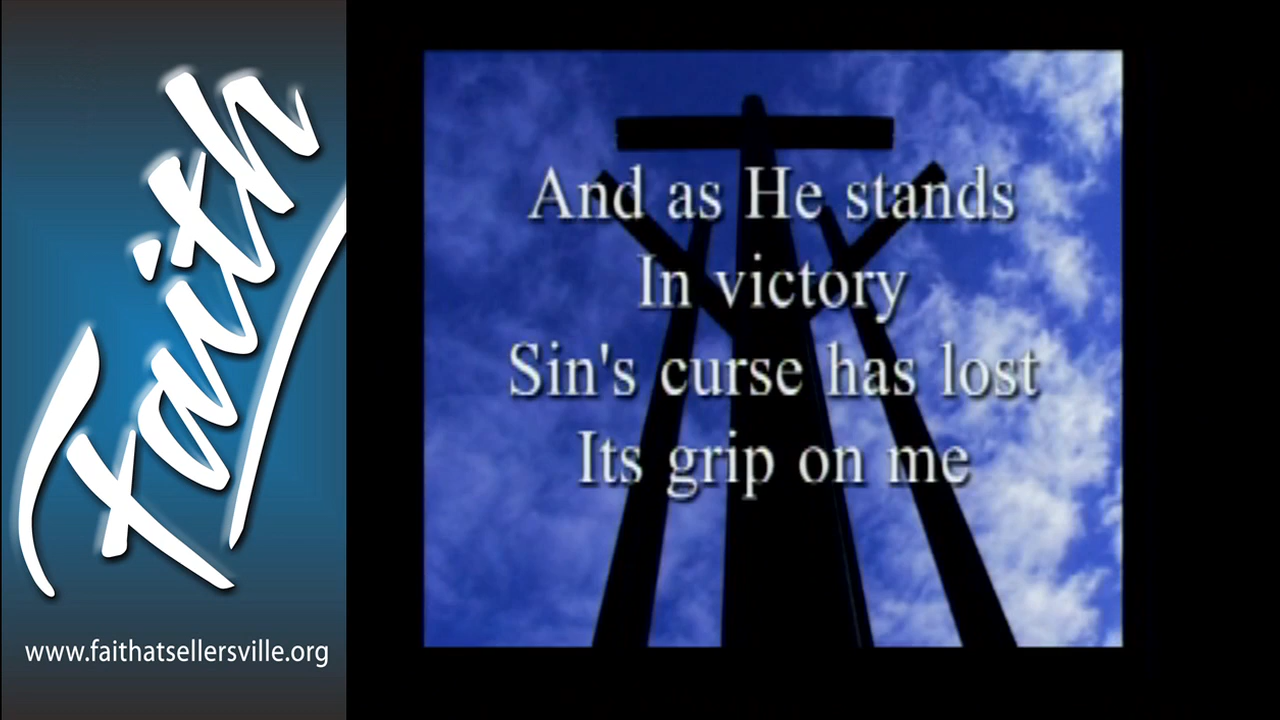 Faith
www.faithatsellersville.org
And as He stands
In victory
Sin's curse has lost
Its grip on me